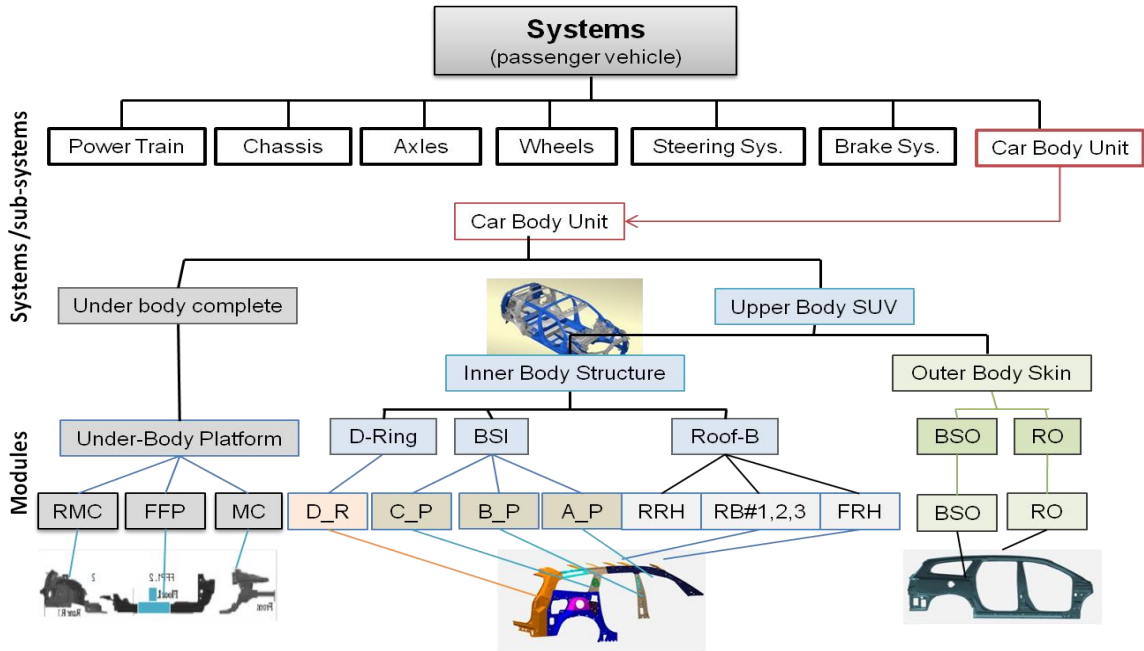 Systems
(passenger vehicle)
Systems/sub-systems
Power Train
Chassis
Axles
Wheels
Steering Sys.
Brake Sys.
Car Body Unit
Car Body Unit
Under body complete
Upper Body SUV
Inner Body Structure
Outer Body Skin
Modules
Under-Body Platform
D-Ring
BSI
Roof-B
BSO
RO
RMC
FFP
MC
D_R
C_P
B_P
A_P
RRH
RB#1,2,3
FRH
BSO
RO
2